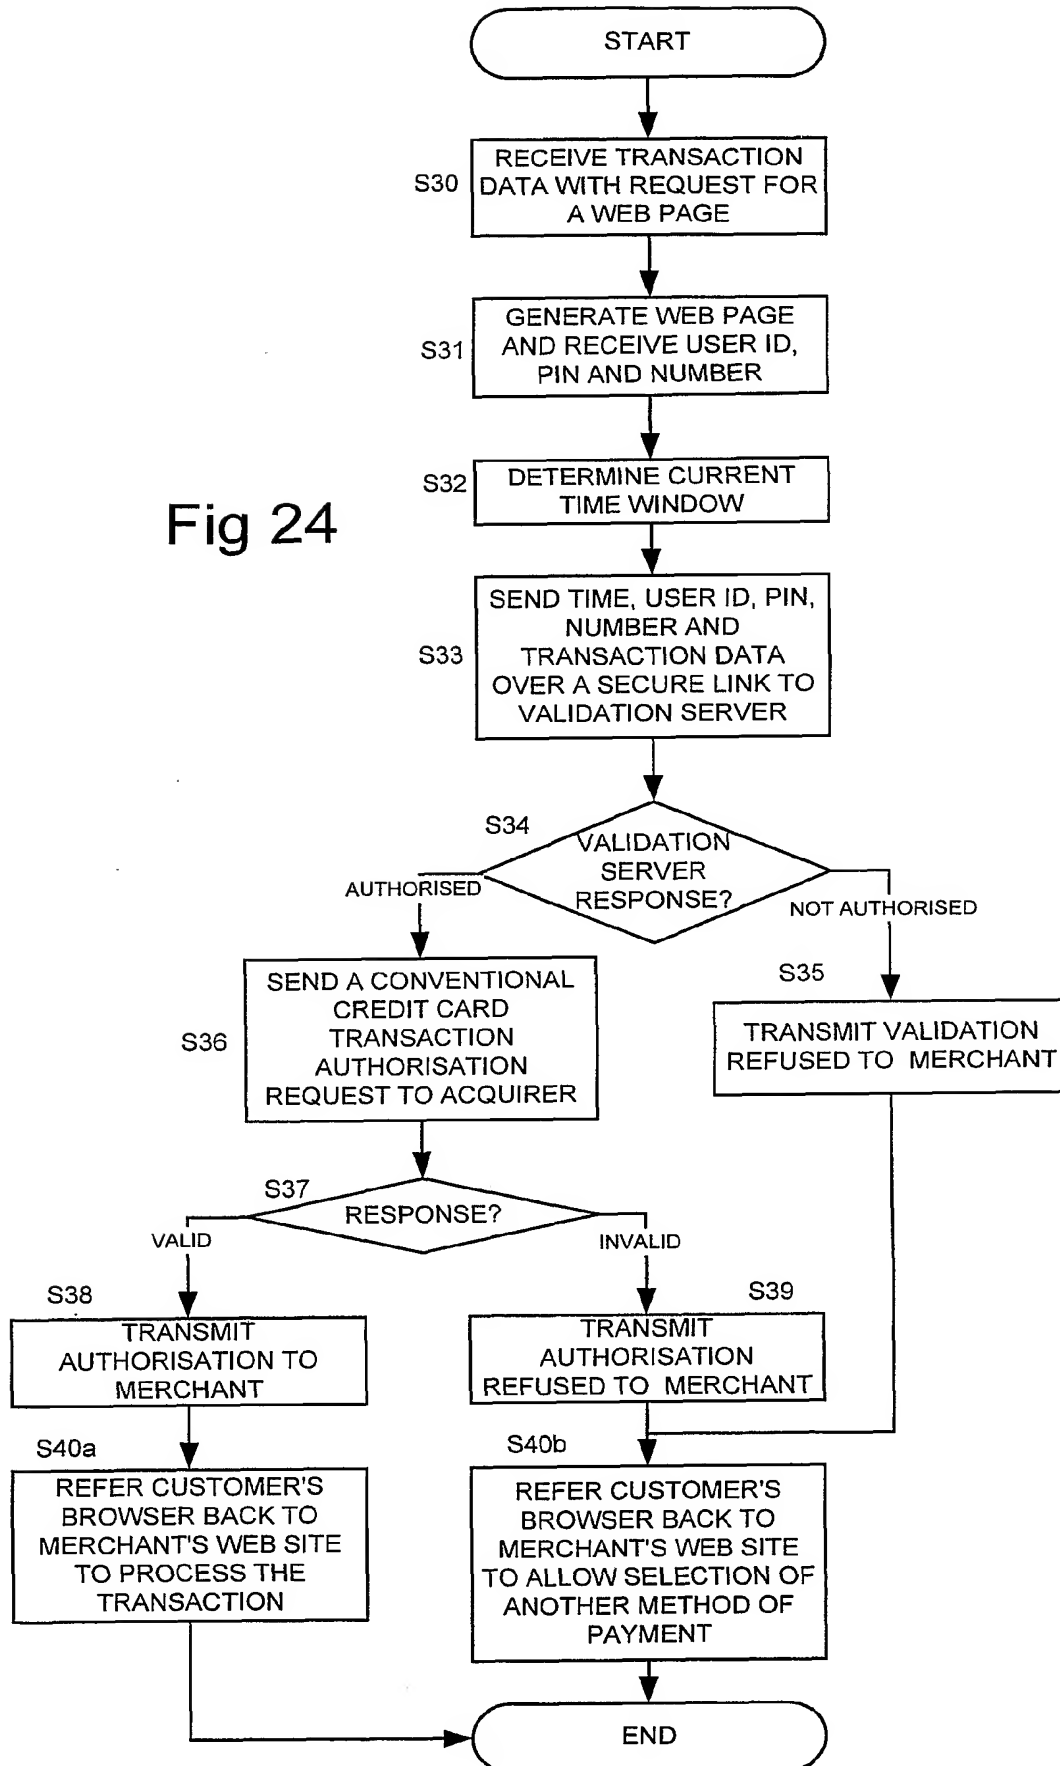 START
S30
RECEIVE TRANSACTION
DATA WITH REQUEST FOR
A WEB PAGE
S31
GENERATE WEB PAGE
AND RECEIVE USER ID,
PIN AND NUMBER
S32
DETERMINE CURRENT
TIME WINDOW
Fig 24
S33
SEND TIME, USER ID, PIN,
NUMBER AND
TRANSACTION DATA
OVER A SECURE LINK TO
VALIDATION SERVER
S34
VALIDATION
SERVER
RESPONSE?
AUTHORISED
NOT AUTHORISED
S36
SEND A CONVENTIONAL
CREDIT CARD
TRANSACTION
AUTHORISATION
REQUEST TO ACQUIRER
S35
TRANSMIT VALIDATION
REFUSED TO MERCHANT
S37
RESPONSE?
VALID
INVALID
S38
TRANSMIT
AUTHORISATION TO
MERCHANT
S39
TRANSMIT
AUTHORISATION
REFUSED TO MERCHANT
S40a
REFER CUSTOMER'S
BROWSER BACK TO
MERCHANT'S WEB SITE
TO PROCESS THE
TRANSACTION
S40b
REFER CUSTOMER'S
BROWSER BACK TO
MERCHANT'S WEB SITE
TO ALLOW SELECTION OF
ANOTHER METHOD OF
PAYMENT
END